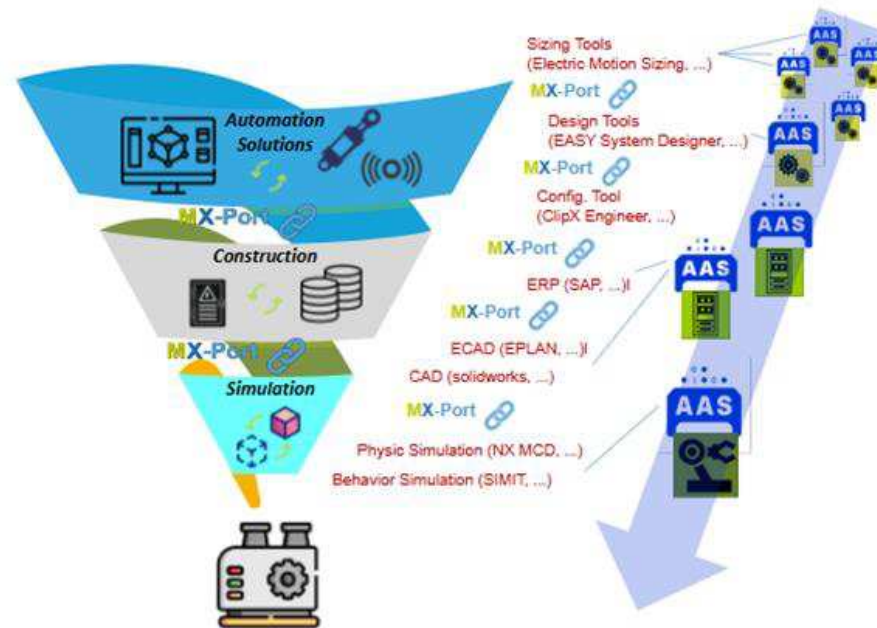 Automation
Solutions
MX-Port
Construction
MX-Port
Simulation
Sizing Tools
(Electric Motion Sizing, ...)
MX-Port
Design Tools
(EASY System Designer, ...)
MX-Port
Config. Tool
(ClipX Engineer, ...)
MX-Port
ERP (SAP, ...)l
MX-Port
ECAD (EPLAN, ...)l
CAD (solidworks, ...)
MX-Port
Physic Simulation (NX MCD, ...)
Behavior Simulation (SIMIT, ...)
AAS
AAS
AAS
AAS
AAS
AAS
AAS
AAS